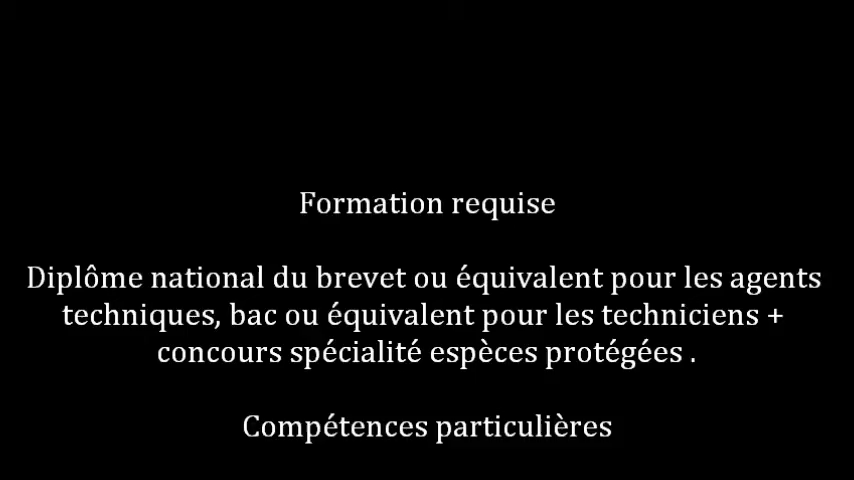 Formation requise
Diplôme national du brevet ou équivalent pour les agents
techniques, bac ou équivalent pour les techniciens +
concours spécialité espèces protégées .
Compétences particulières